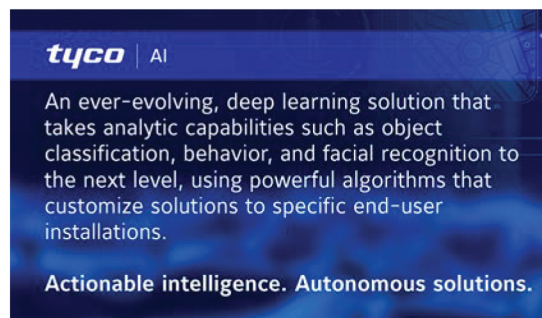 tyco | AI
An ever-evolving, deep learning solution that
takes analytic capabilities such as object
classification, behavior, and facial recognition to
the next level, using powerful algorithms that
customize solutions to specific end-user
installations.
Actionable intelligence. Autonomous solutions.